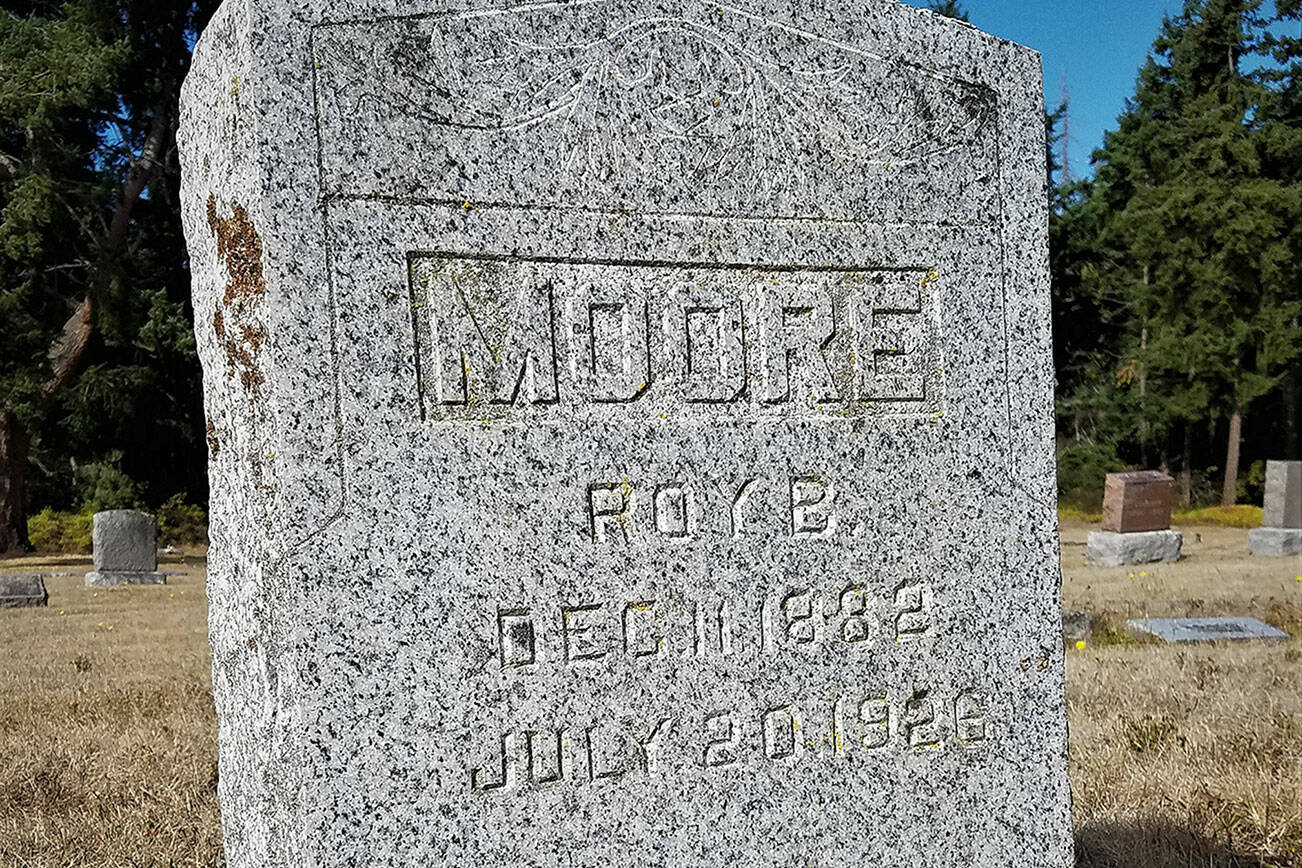 MOORE
ROY B.
DEC. 11, 1882
JULY 20, 1926